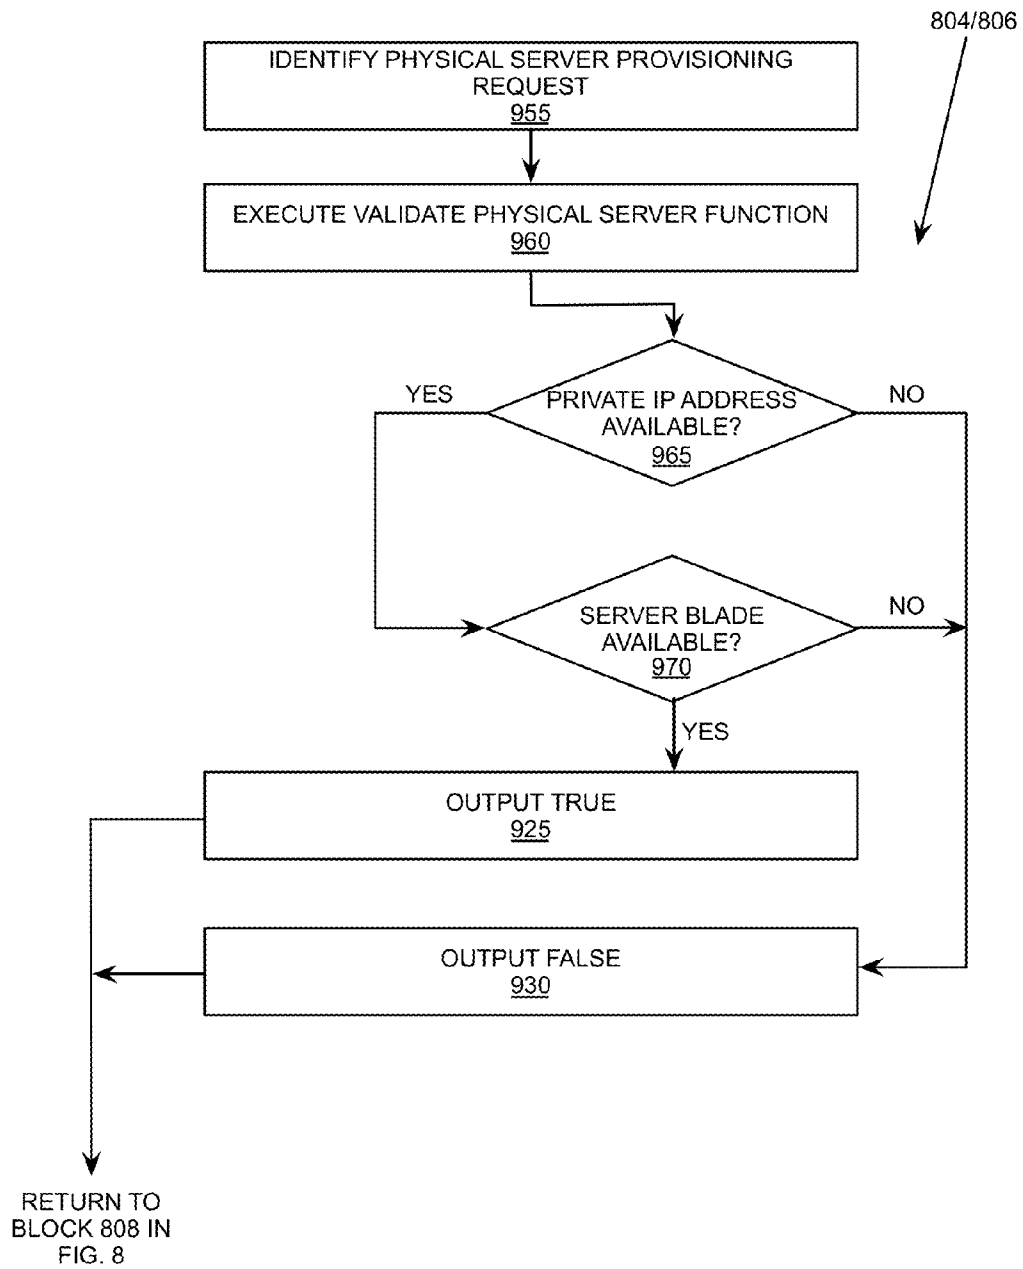 804/806
IDENTIFY PHYSICAL SERVER PROVISIONING
REQUEST
955
EXECUTE VALIDATE PHYSICAL SERVER FUNCTION
960
YES
NO
PRIVATE IP ADDRESS
AVAILABLE?
965
NO
SERVER BLADE
AVAILABLE?
970
YES
OUTPUT TRUE
925
OUTPUT FALSE
930
RETURN TO
BLOCK 808 IN
FIG. 8